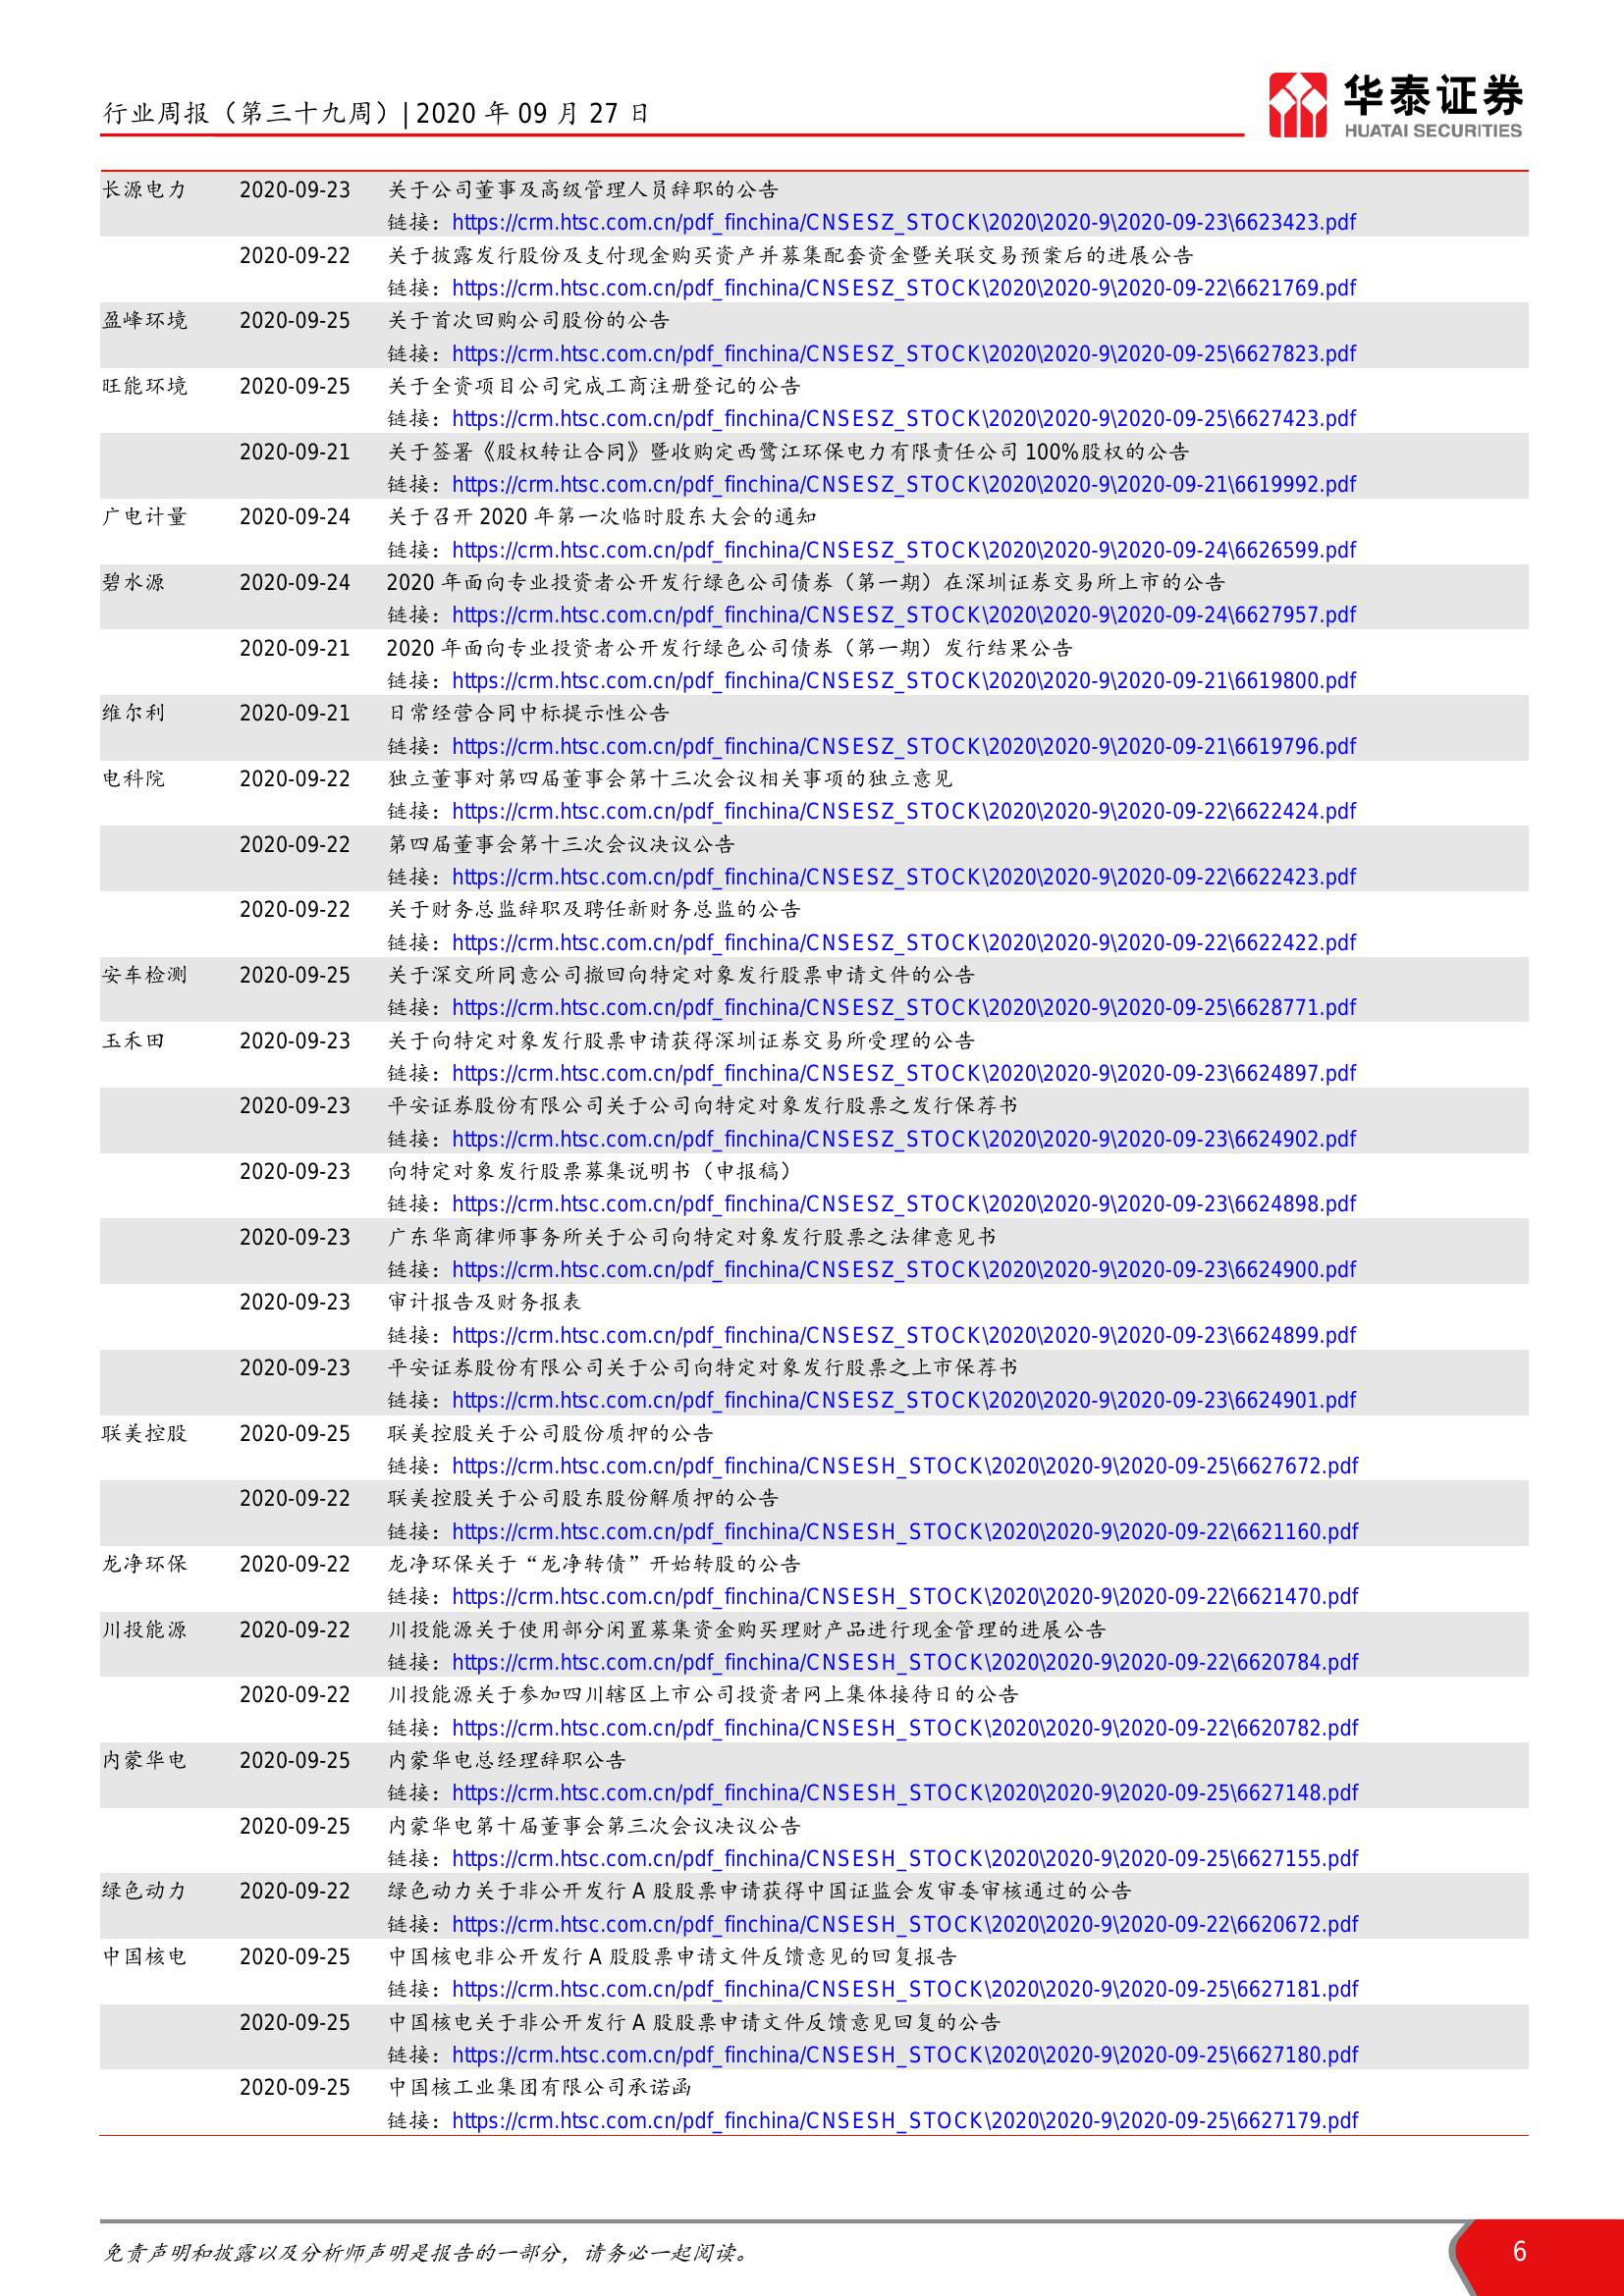 行业周报（第三十九周）| 2020 年 09 月 27 日
华泰证券
HUATAI SECURITIES
长源电力 2020-09-23 关于公司董事及高级管理人员辞职的公告
链接：https://crm.htsc.com.cn/pdf_finchina/CNSESZ_STOCK\2020\2020-9\2020-09-23\6623423.pdf
2020-09-22 关于披露发行股份及支付现金购买资产并募集配套资金暨关联交易预案后的进展公告
链接：https://crm.htsc.com.cn/pdf_finchina/CNSESZ_STOCK\2020\2020-9\2020-09-22\6621769.pdf
盈峰环境 2020-09-25 关于首次回购公司股份的公告
链接：https://crm.htsc.com.cn/pdf_finchina/CNSESZ_STOCK\2020\2020-9\2020-09-25\6627823.pdf
旺能环境 2020-09-25 关于全资项目公司完成工商注册登记的公告
链接：https://crm.htsc.com.cn/pdf_finchina/CNSESZ_STOCK\2020\2020-9\2020-09-25\6627423.pdf
2020-09-21 关于签署《股权转让合同》暨收购定西鹭江环保电力有限责任公司 100%股权的公告
链接：https://crm.htsc.com.cn/pdf_finchina/CNSESZ_STOCK\2020\2020-9\2020-09-21\6619992.pdf
广电计量 2020-09-24 关于召开 2020 年第一次临时股东大会的通知
链接：https://crm.htsc.com.cn/pdf_finchina/CNSESZ_STOCK\2020\2020-9\2020-09-24\6626599.pdf
碧水源 2020-09-24 2020 年面向专业投资者公开发行绿色公司债券（第一期）在深圳证券交易所上市的公告
链接：https://crm.htsc.com.cn/pdf_finchina/CNSESZ_STOCK\2020\2020-9\2020-09-24\6627957.pdf
2020-09-21 2020 年面向专业投资者公开发行绿色公司债券（第一期）发行结果公告
链接：https://crm.htsc.com.cn/pdf_finchina/CNSESZ_STOCK\2020\2020-9\2020-09-21\6619800.pdf
维尔利 2020-09-21 日常经营合同中标提示性公告
链接：https://crm.htsc.com.cn/pdf_finchina/CNSESZ_STOCK\2020\2020-9\2020-09-21\6619796.pdf
电科院 2020-09-22 独立董事对第四届董事会第十三次会议相关事项的独立意见
链接：https://crm.htsc.com.cn/pdf_finchina/CNSESZ_STOCK\2020\2020-9\2020-09-22\6622424.pdf
2020-09-22 第四届董事会第十三次会议决议公告
链接：https://crm.htsc.com.cn/pdf_finchina/CNSESZ_STOCK\2020\2020-9\2020-09-22\6622423.pdf
2020-09-22 关于财务总监辞职及聘任新财务总监的公告
链接：https://crm.htsc.com.cn/pdf_finchina/CNSESZ_STOCK\2020\2020-9\2020-09-22\6622422.pdf
安车检测 2020-09-25 关于深交所同意公司撤回向特定对象发行股票申请文件的公告
链接：https://crm.htsc.com.cn/pdf_finchina/CNSESZ_STOCK\2020\2020-9\2020-09-25\6628771.pdf
玉禾田 2020-09-23 关于向特定对象发行股票申请获得深圳证券交易所受理的公告
链接：https://crm.htsc.com.cn/pdf_finchina/CNSESZ_STOCK\2020\2020-9\2020-09-23\6624897.pdf
2020-09-23 平安证券股份有限公司关于公司向特定对象发行股票之发行保荐书
链接：https://crm.htsc.com.cn/pdf_finchina/CNSESZ_STOCK\2020\2020-9\2020-09-23\6624902.pdf
2020-09-23 向特定对象发行股票募集说明书（申报稿）
链接：https://crm.htsc.com.cn/pdf_finchina/CNSESZ_STOCK\2020\2020-9\2020-09-23\6624898.pdf
2020-09-23 广东华商律师事务所关于公司向特定对象发行股票之法律意见书
链接：https://crm.htsc.com.cn/pdf_finchina/CNSESZ_STOCK\2020\2020-9\2020-09-23\6624900.pdf
2020-09-23 审计报告及财务报表
链接：https://crm.htsc.com.cn/pdf_finchina/CNSESZ_STOCK\2020\2020-9\2020-09-23\6624899.pdf
2020-09-23 平安证券股份有限公司关于公司向特定对象发行股票之上市保荐书
链接：https://crm.htsc.com.cn/pdf_finchina/CNSESZ_STOCK\2020\2020-9\2020-09-23\6624901.pdf
联美控股 2020-09-25 联美控股关于公司股份质押的公告
链接：https://crm.htsc.com.cn/pdf_finchina/CNSESH_STOCK\2020\2020-9\2020-09-25\6627672.pdf
2020-09-22 联美控股关于公司股东股份解质押的公告
链接：https://crm.htsc.com.cn/pdf_finchina/CNSESH_STOCK\2020\2020-9\2020-09-22\6621160.pdf
龙净环保 2020-09-22 龙净环保关于“龙净转债”开始转股的公告
链接：https://crm.htsc.com.cn/pdf_finchina/CNSESH_STOCK\2020\2020-9\2020-09-22\6621470.pdf
川投能源 2020-09-22 川投能源关于使用部分闲置募集资金购买理财产品进行现金管理的进展公告
链接：https://crm.htsc.com.cn/pdf_finchina/CNSESH_STOCK\2020\2020-9\2020-09-22\6620784.pdf
2020-09-22 川投能源关于参加四川辖区上市公司投资者网上集体接待日的公告
链接：https://crm.htsc.com.cn/pdf_finchina/CNSESH_STOCK\2020\2020-9\2020-09-22\6620782.pdf
内蒙华电 2020-09-25 内蒙华电总经理辞职公告
链接：https://crm.htsc.com.cn/pdf_finchina/CNSESH_STOCK\2020\2020-9\2020-09-25\6627148.pdf
2020-09-25 内蒙华电第十届董事会第三次会议决议公告
链接：https://crm.htsc.com.cn/pdf_finchina/CNSESH_STOCK\2020\2020-9\2020-09-25\6627155.pdf
绿色动力 2020-09-22 绿色动力关于非公开发行 A 股股票申请获得中国证监会发审委审核通过的公告
链接：https://crm.htsc.com.cn/pdf_finchina/CNSESH_STOCK\2020\2020-9\2020-09-22\6620672.pdf
中国核电 2020-09-25 中国核电非公开发行 A 股股票申请文件反馈意见的回复报告
链接：https://crm.htsc.com.cn/pdf_finchina/CNSESH_STOCK\2020\2020-9\2020-09-25\6627181.pdf
2020-09-25 中国核电关于非公开发行 A 股股票申请文件反馈意见回复的公告
链接：https://crm.htsc.com.cn/pdf_finchina/CNSESH_STOCK\2020\2020-9\2020-09-25\6627180.pdf
2020-09-25 中国核工业集团有限公司承诺函
链接：https://crm.htsc.com.cn/pdf_finchina/CNSESH_STOCK\2020\2020-9\2020-09-25\6627179.pdf
免责声明和披露以及分析师声明是报告的一部分，请务必一起阅读。 6